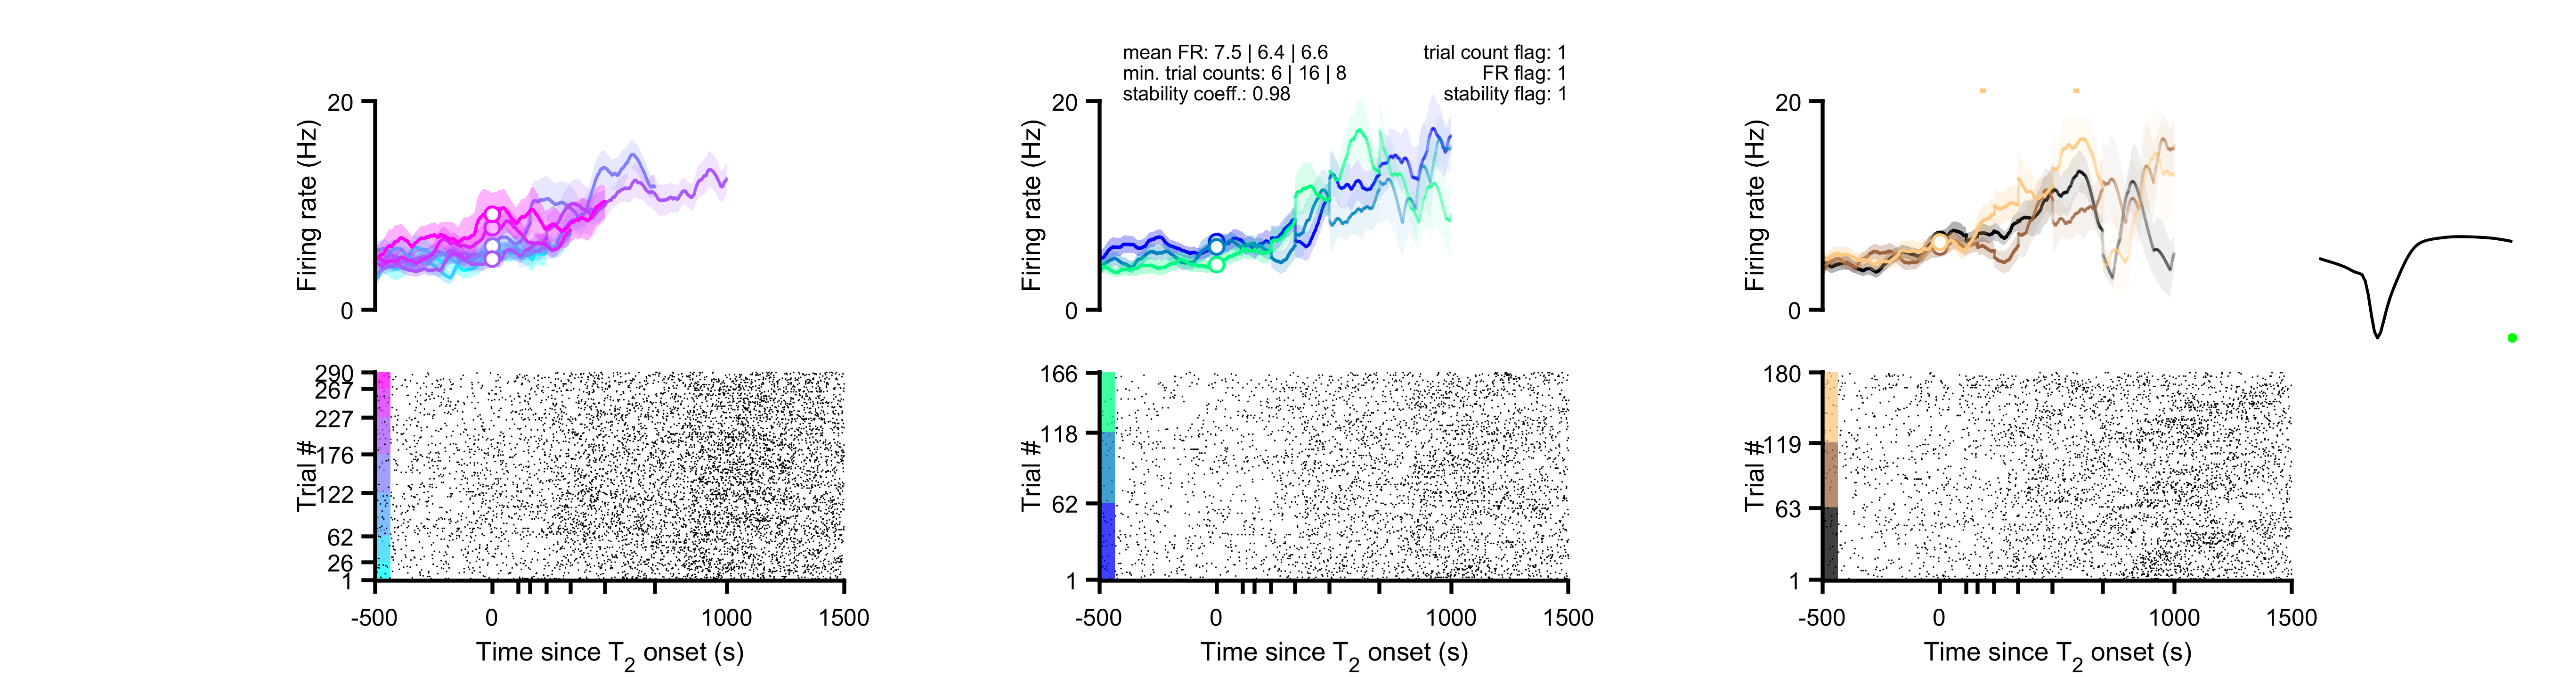 mean FR: 7.5 | 6.4 | 6.6
min. trial counts: 6 | 16 | 8
stability coeff.: 0.98
trial count flag: 1
FR flag: 1
stability flag: 1
20
Firing rate (Hz)
0
20
Firing rate (Hz)
0
20
Firing rate (Hz)
0
290
267
227
176
122
62
26
1
Trial #
-500 0 1000 1500
Time since T2 onset (s)
166
118
62
1
Trial #
-500 0 1000 1500
Time since T2 onset (s)
180
119
63
1
Trial #
-500 0 1000 1500
Time since T2 onset (s)